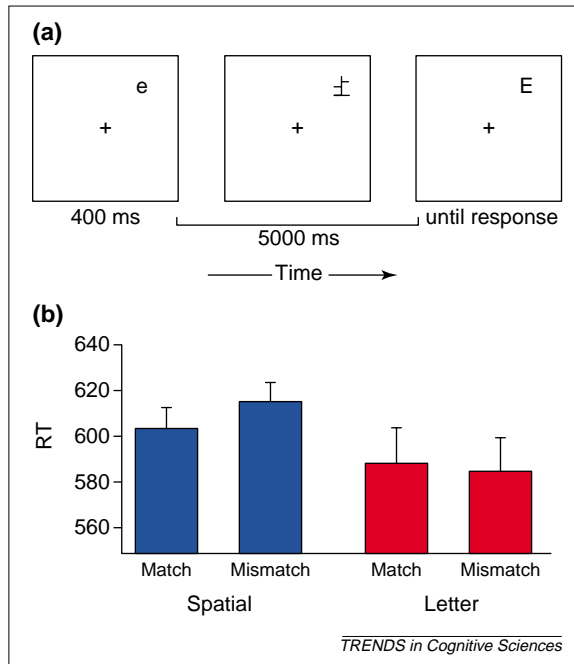 (a)
e
E
400 ms
until response
5000 ms
Time
(b)
640
620
600
580
560
RT
Match
Mismatch
Match
Mismatch
Spatial
Letter
TRENDS in Cognitive Sciences